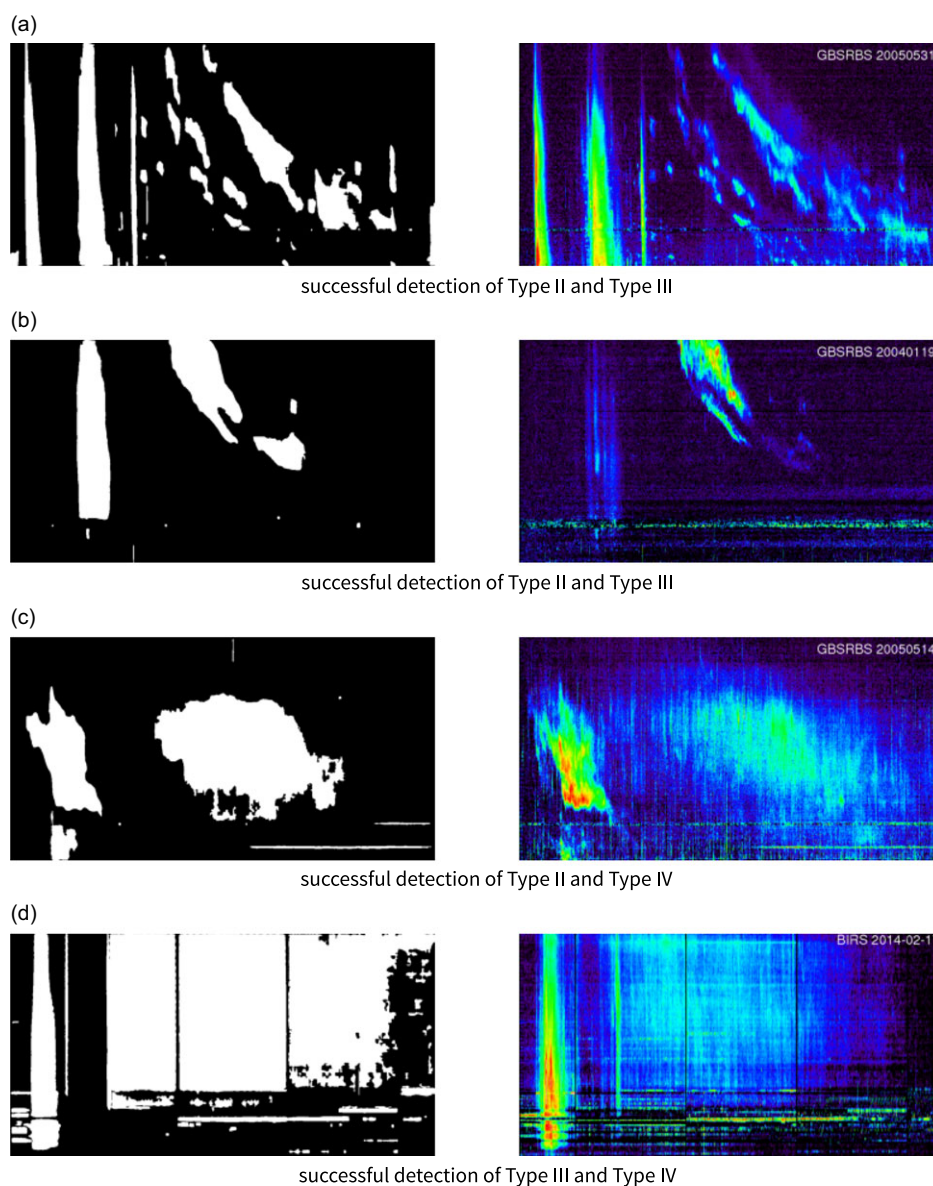 (a)
GBSRBS 20050531
successful detection of Type II and Type III
(b)
GBSRBS 20040119
successful detection of Type II and Type III
(c)
GBSRBS 20050514
successful detection of Type II and Type IV
(d)
BIRS 2014-02-1
successful detection of Type III and Type IV